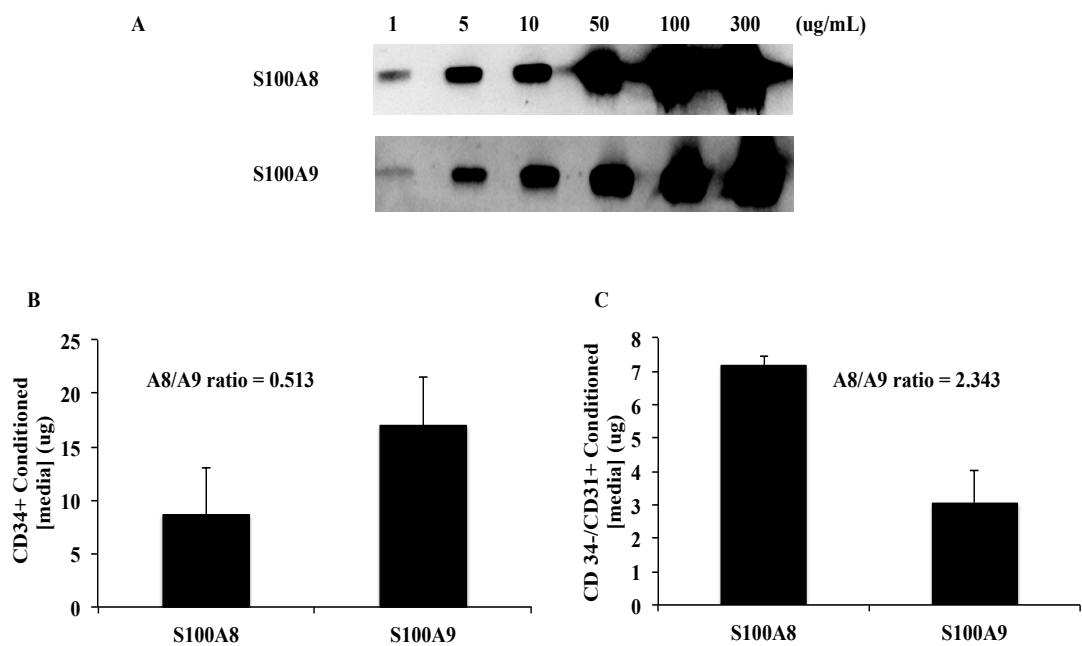 A 1 5 10 50 100 300 (ug/mL)
S100A8
S100A9
B
CD34+ Conditioned
[media] (ug)
25
20
15
10
5
0
A8/A9 ratio = 0.513
S100A8 S100A9
C
CD 34-/CD31+ Conditioned
[media] (ug)
8
7
6
5
4
3
2
1
0
A8/A9 ratio = 2.343
S100A8 S100A9